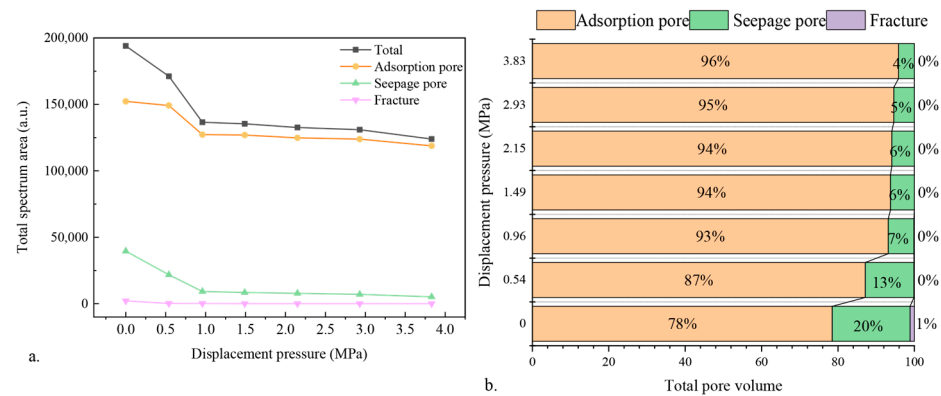 a.
200,000
150,000
100,000
50,000
0
Total spectrum area (a.u.)
Total
Adsorption pore
Seepage pore
Fracture
0.0 0.5 1.0 1.5 2.0 2.5 3.0 3.5 4.0
Displacement pressure (MPa)
b.
Adsorption pore Seepage pore Fracture
Displacement pressure (MPa)
3.83 96% 4% 0%
2.93 95% 5% 0%
2.15 94% 6% 0%
1.49 94% 6% 0%
0.96 93% 7% 0%
0.54 87% 13% 0%
0 78% 20% 1%
0 20 40 60 80 100
Total pore volume